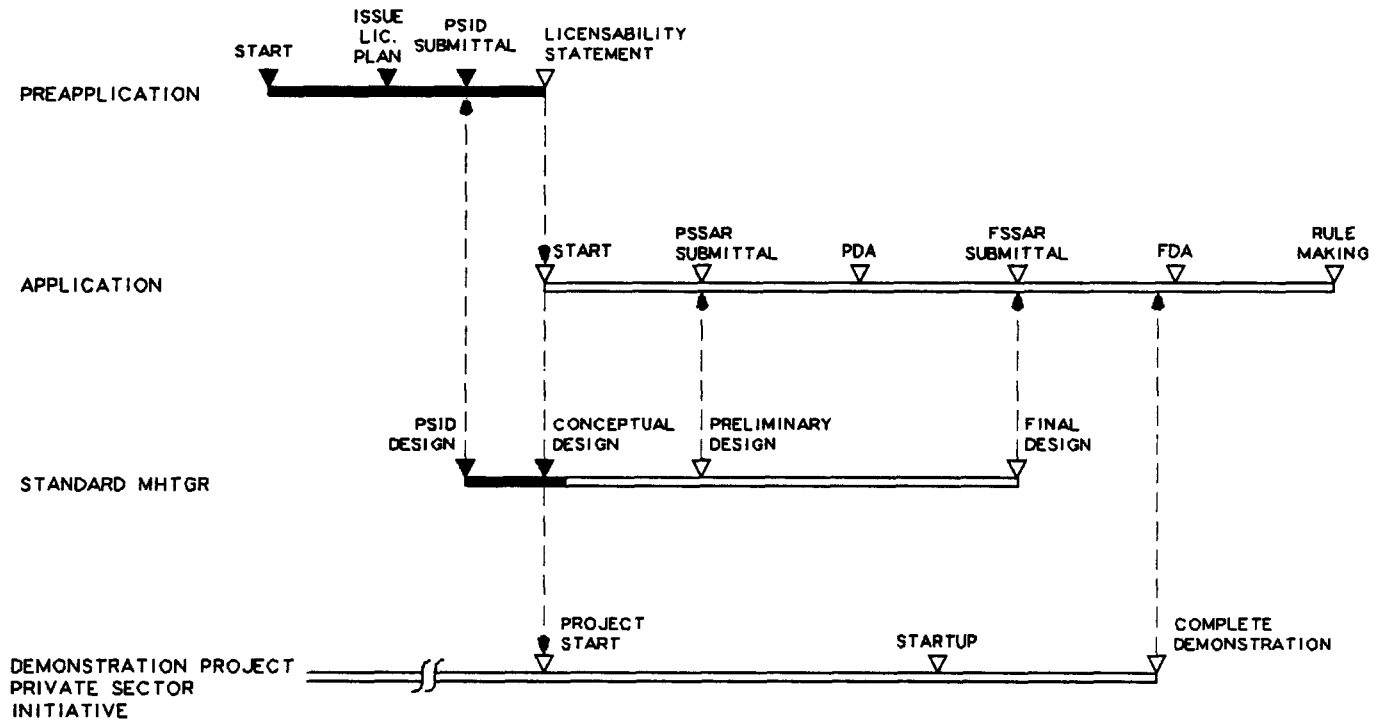 START
ISSUE
LIC.
PLAN
PSID
SUBMITTAL
LICENSABILITY
STATEMENT
PREAPPLICATION
START
PSSAR
SUBMITTAL
PDA
FSSAR
SUBMITTAL
FDA
RULE
MAKING
APPLICATION
PSID
DESIGN
CONCEPTUAL
DESIGN
PRELIMINARY
DESIGN
FINAL
DESIGN
STANDARD MHTGR
PROJECT
START
STARTUP
COMPLETE
DEMONSTRATION
DEMONSTRATION PROJECT
PRIVATE SECTOR
INITIATIVE